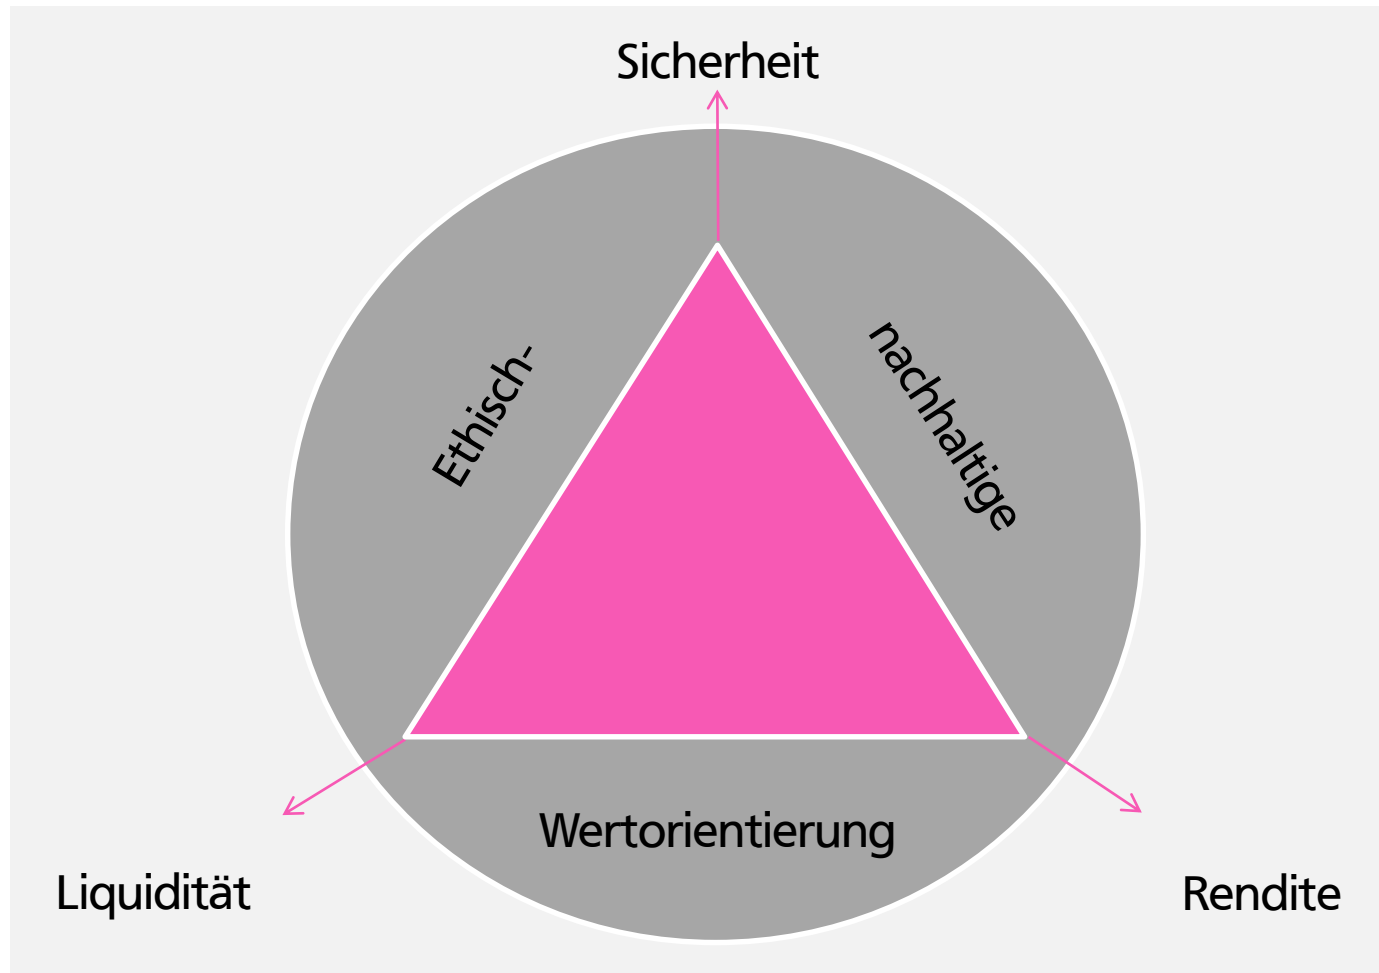 Sicherheit
Ethisch-
nachhaltige
Wertorientierung
Liquidität
Rendite